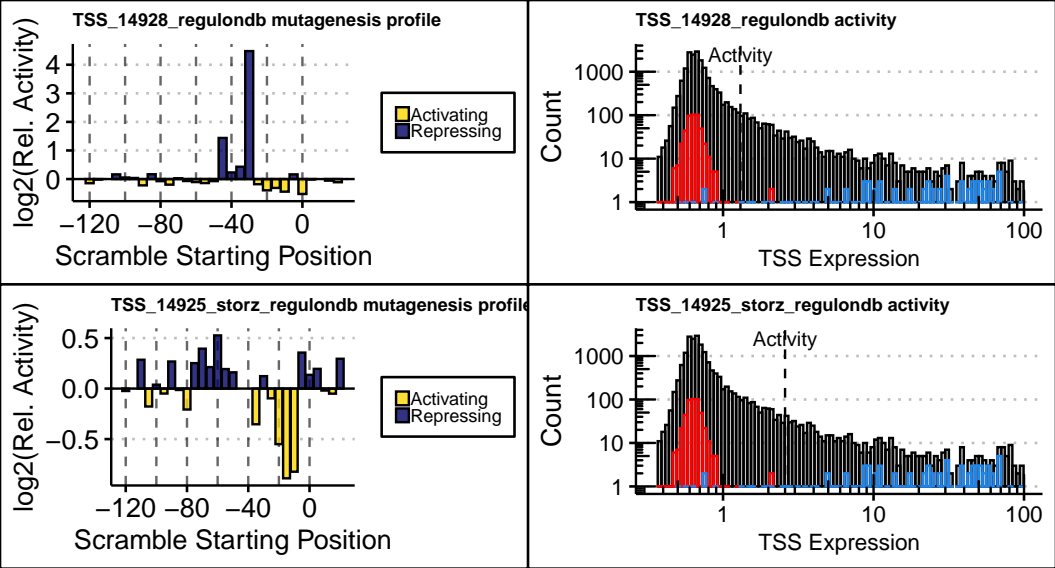 TSS_14928_regulondb mutagenesis profile
log2(Rel. Activity)
4
3
2
1
0
−120
−80
−40
0
Scramble Starting Position
Activating
Repressing
TSS_14928_regulondb activity
Activity
Count
1000
100
10
1
1
10
100
TSS Expression
TSS_14925_storz_regulondb mutagenesis profile
log2(Rel. Activity)
0.5
0.0
−0.5
−120
−80
−40
0
Scramble Starting Position
Activating
Repressing
TSS_14925_storz_regulondb activity
Activity
Count
1000
100
10
1
1
10
100
TSS Expression